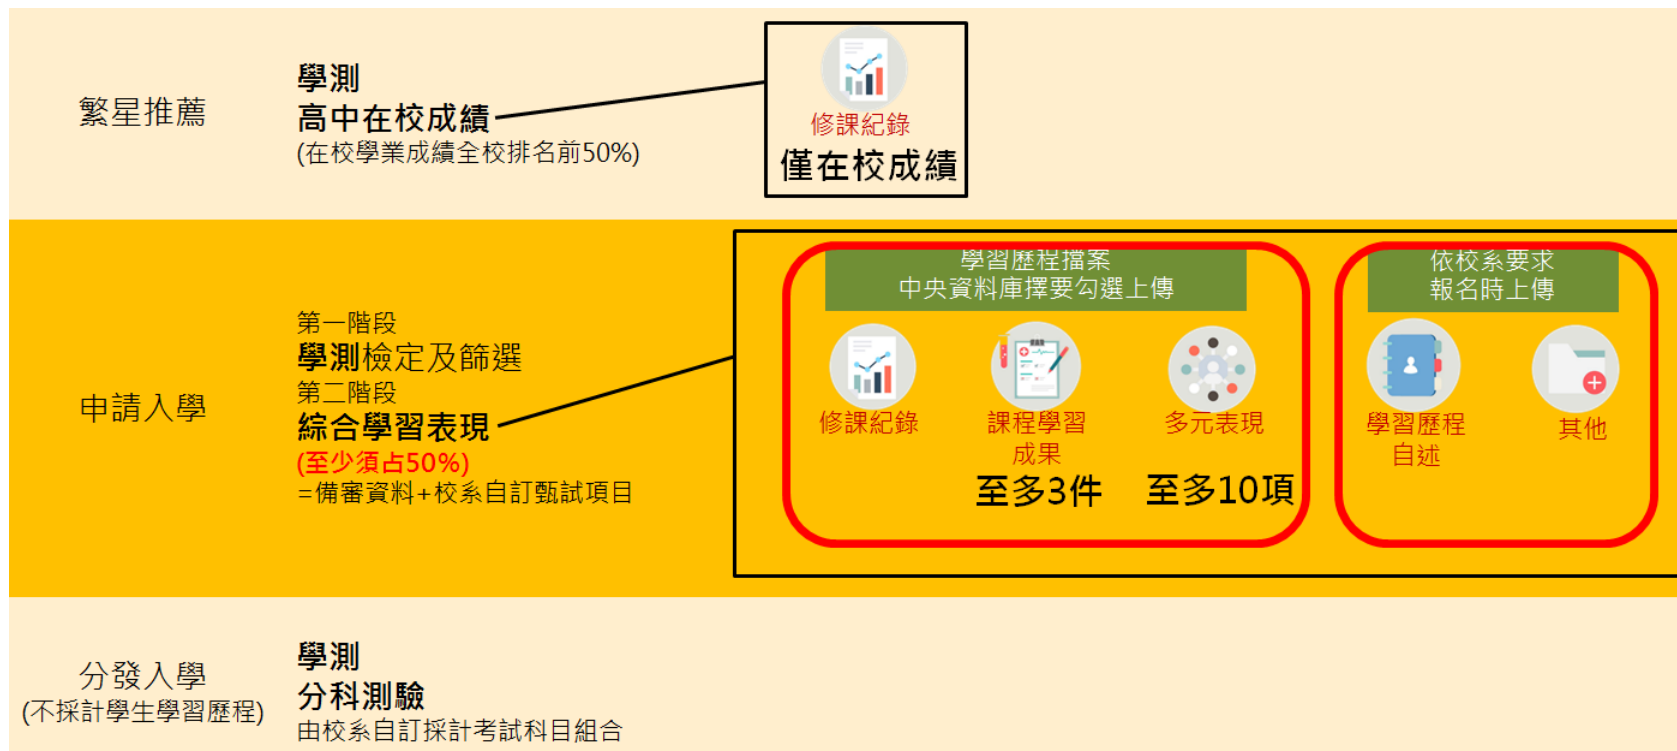 繁星推薦
學測
高中在校成績
(在校學業成績全校排名前50%)
修課紀錄
僅在校成績
申請入學
第一階段
學測檢定及篩選
第二階段
綜合學習表現
(至少須占50%)
=備審資料+校系自訂甄試項目
學習歷程檔案
中央資料庫擇要勾選上傳
修課紀錄
課程學習
成果
至多3件
多元表現
至多10項
依校系要求
報名時上傳
學習歷程
自述
其他
分發入學
(不採計學生學習歷程)
學測
分科測驗
由校系自訂採計考試科目組合